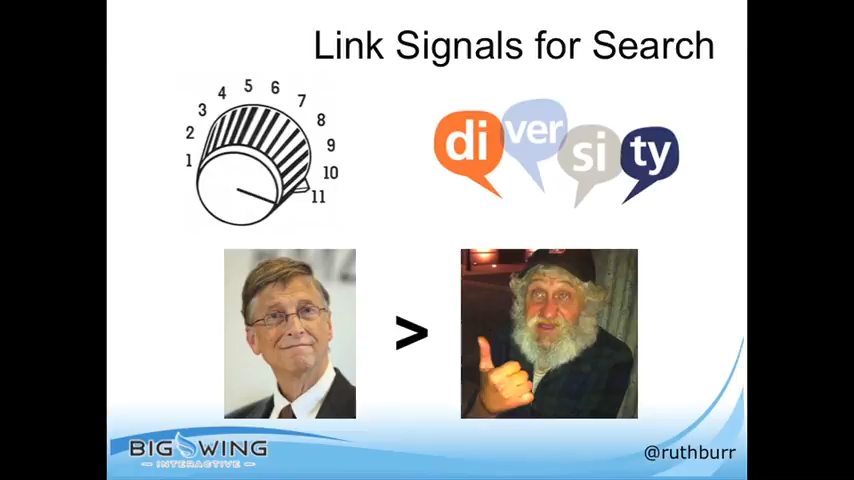 Link Signals for Search
1 2 3 4 5 6 7 8 9 10 11
di ver si ty
>
BIG WING
INTERACTIVE
@ruthburr